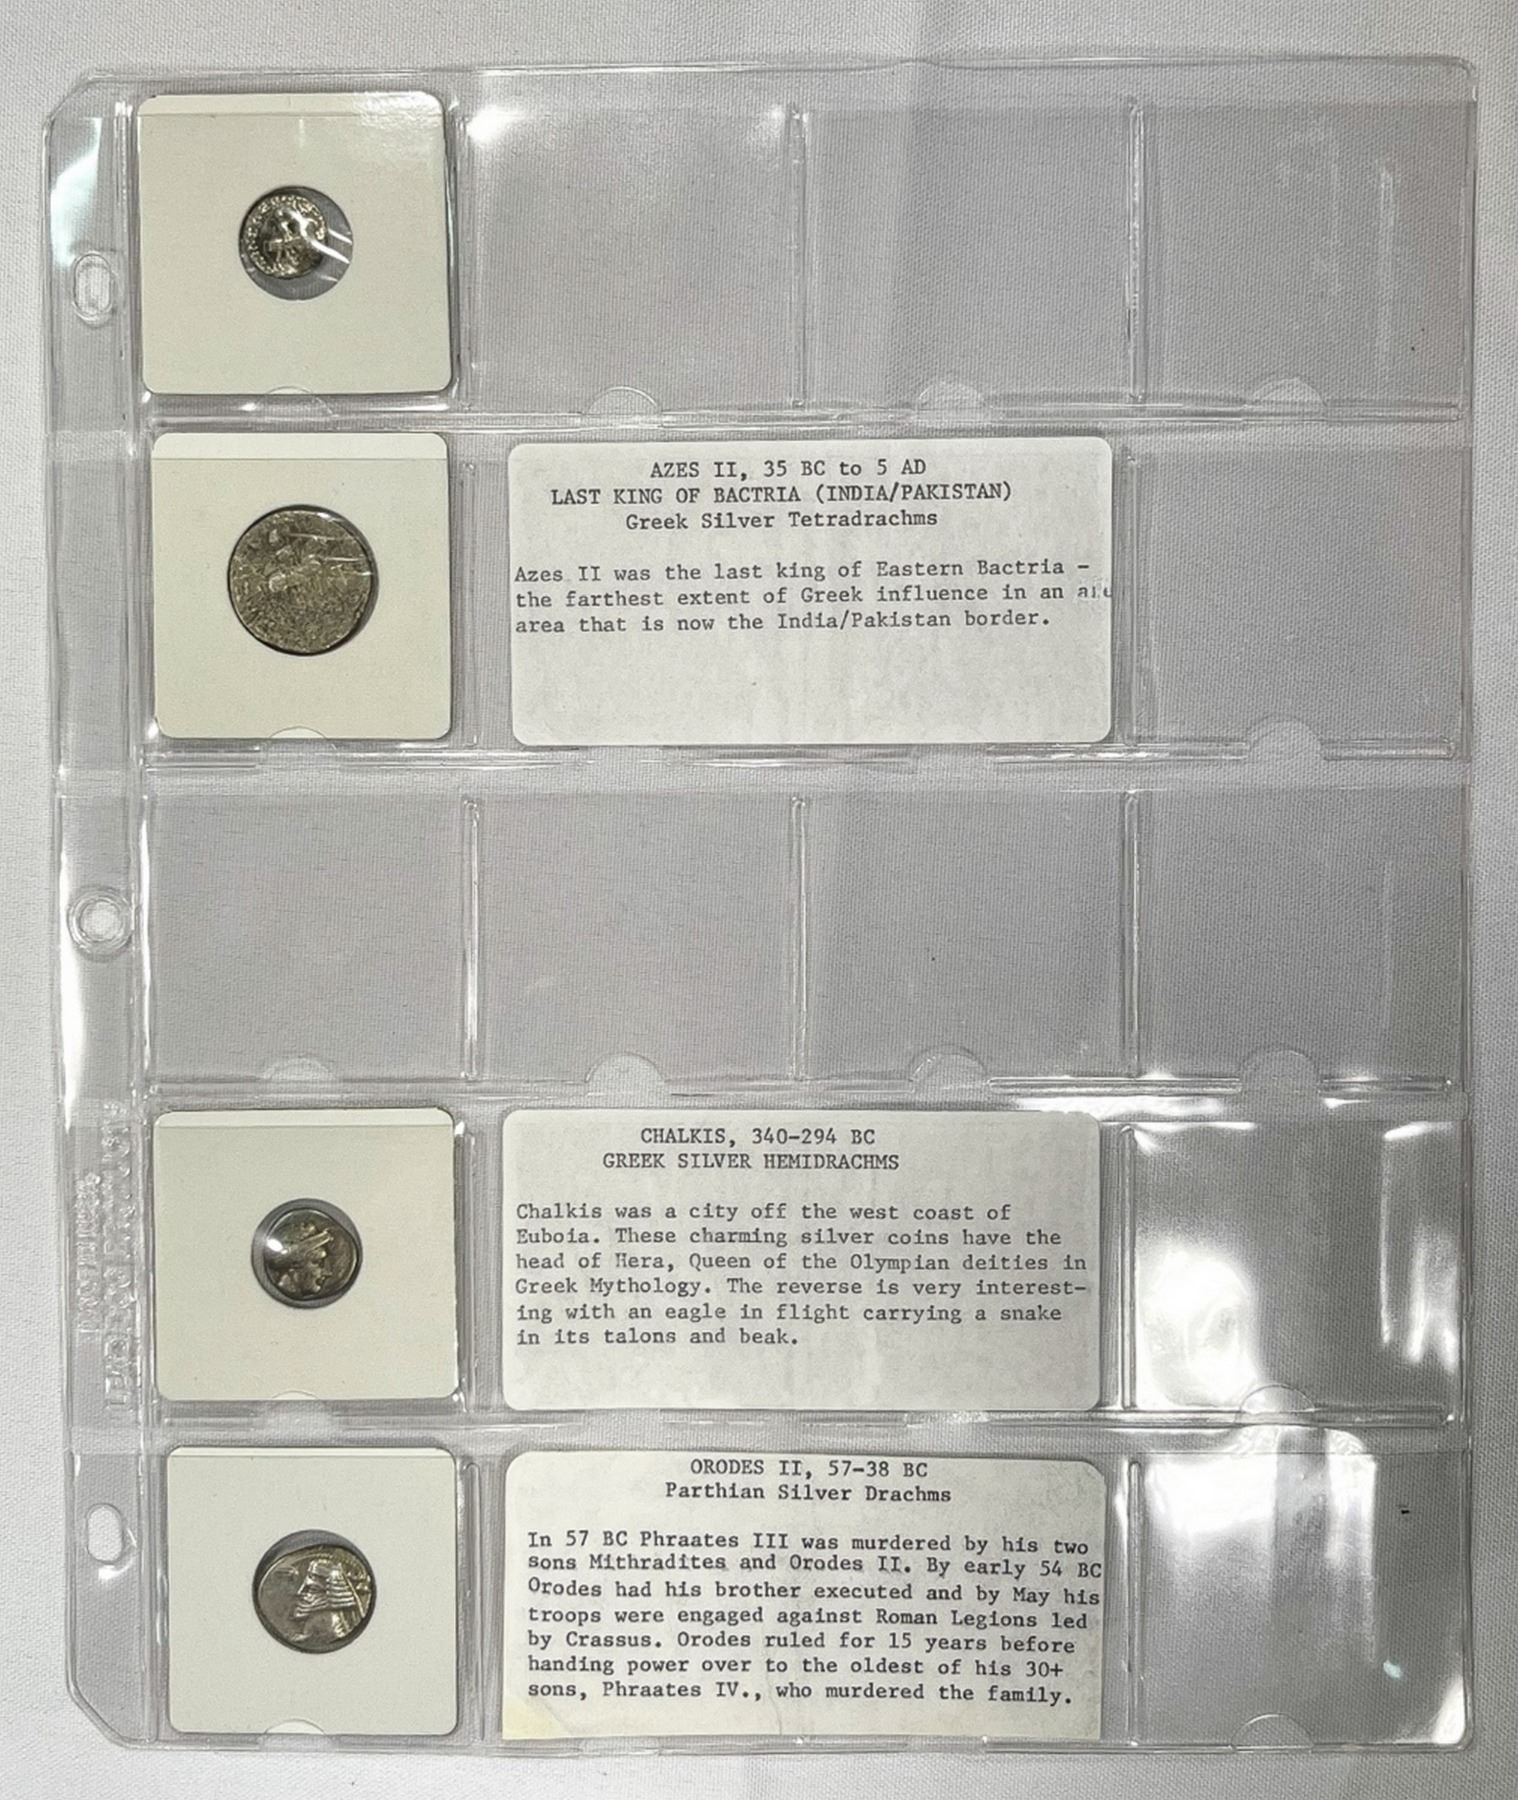 AZES II, 35 BC to 5 AD
LAST KING OF BACTRIA (INDIA/PAKISTAN)
Greek Silver Tetradrachms
Azes II was the last king of Eastern Bactria -
the farthest extent of Greek influence in an
area that is now the India/Pakistan border.
CHALKIS, 340-294 BC
GREEK SILVER HEMIDRACHMS
Chalkis was a city off the west coast of
Euboia. These charming silver coins have the
head of Hera, Queen of the Olympian deities in
Greek Mythology. The reverse is very interest-
ing with an eagle in flight carrying a snake
in its talons and beak.
ORODES II, 57-38 BC
Parthian Silver Drachms
In 57 BC Phraates III was murdered by his two
sons Mithradites and Orodes II. By early 54 BC
Orodes had his brother executed and by May his
troops were engaged against Roman Legions led
by Crassus. Orodes ruled for 15 years before
handing power over to the oldest of his 30+
sons, Phraates IV., who murdered the family.